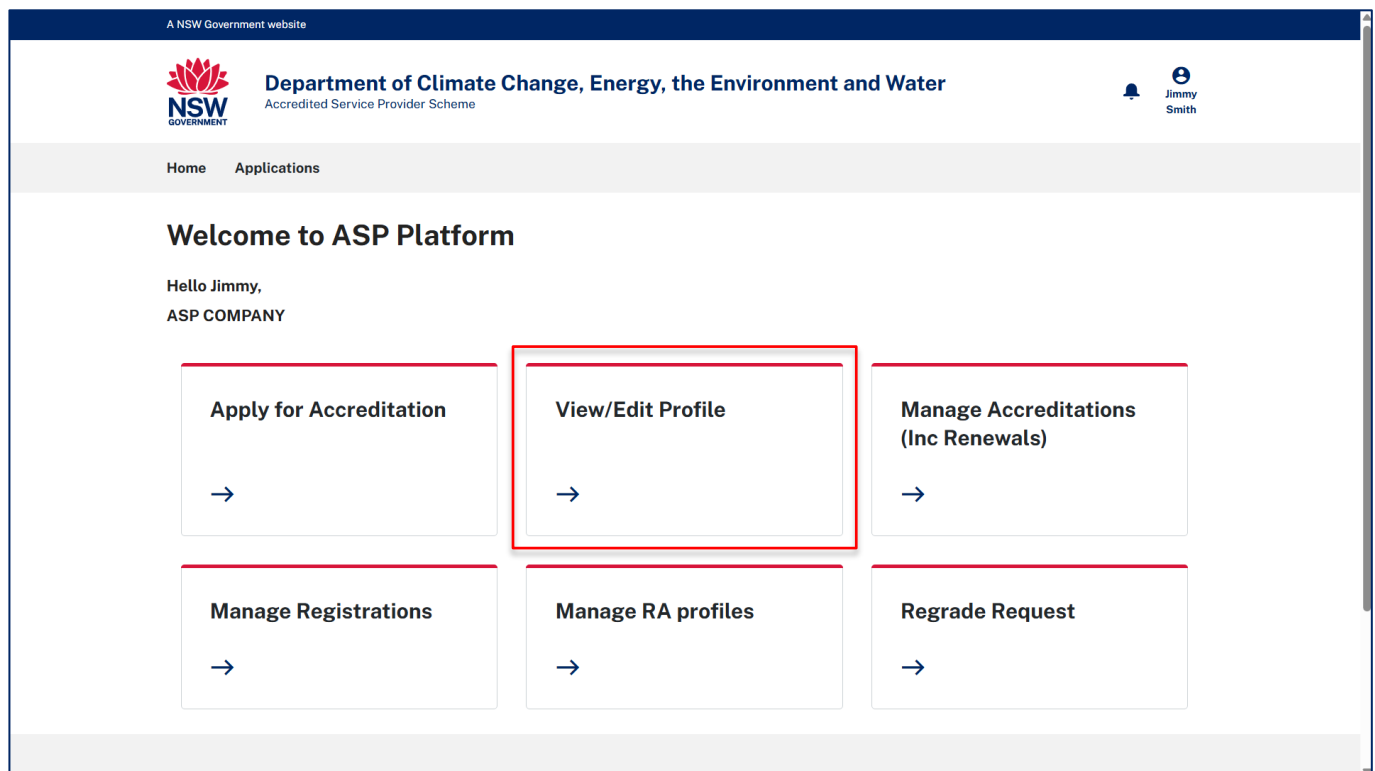 A NSW Government website
NSW
GOVERNMENT
Department of Climate Change, Energy, the Environment and Water
Accredited Service Provider Scheme
Jimmy
Smith
Home Applications
Welcome to ASP Platform
Hello Jimmy,
ASP COMPANY
Apply for Accreditation
View/Edit Profile
Manage Accreditations
(Inc Renewals)
Manage Registrations
Manage RA profiles
Regrade Request